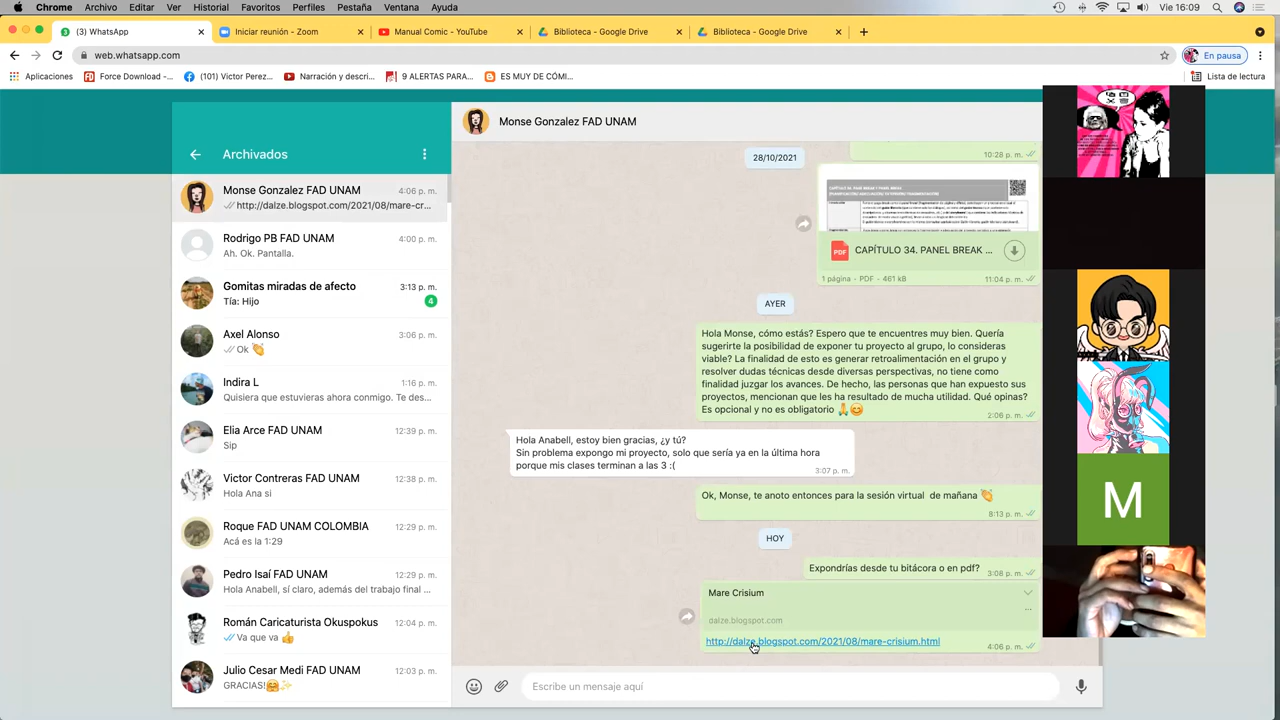 Chrome Archivo Editar Ver Historial Favoritos Perfiles Pestaña Ventana Ayuda
Vie 16:09
(3) WhatsApp
Iniciar reunión - Zoom
Manual Comic - YouTube
Biblioteca - Google Drive
Biblioteca - Google Drive
web.whatsapp.com
En pausa
Aplicaciones
Force Download -...
(101) Victor Perez...
Narración y descri...
9 ALERTAS PARA...
ES MUY DE CÓMI...
Lista de lectura
Archivados
Monse Gonzalez FAD UNAM 4:06 p. m.
http://dalze.blogspot.com/2021/08/mare-cr...
Rodrigo PB FAD UNAM 4:00 p. m.
Ah. Ok. Pantalla.
Gomitas miradas de afecto 3:13 p. m.
Tía: Hijo 4
Axel Alonso 3:06 p. m.
Ok 👏
Indira L 1:16 p. m.
Quisiera que estuvieras ahora conmigo. Te des...
Elia Arce FAD UNAM 12:39 p. m.
Sip
Victor Contreras FAD UNAM 12:38 p. m.
Hola Ana si
Roque FAD UNAM COLOMBIA 12:29 p. m.
Acá es la 1:29
Pedro Isaí FAD UNAM 12:29 p. m.
Hola Anabell, sí claro, además del trabajo final ...
Román Caricaturista Okuspokus 12:04 p. m.
Va que va 👍
Julio Cesar Medi FAD UNAM 12:03 p. m.
GRACIAS!🤗✨
Monse Gonzalez FAD UNAM
10:28 p. m.
28/10/2021
PDF CAPÍTULO 34. PANEL BREAK ...
1 página • PDF • 461 kB 11:04 p. m.
AYER
Hola Monse, cómo estás? Espero que te encuentres muy bien. Quería
sugerirte la posibilidad de exponer tu proyecto al grupo, lo consideras
viable? La finalidad de esto es generar retroalimentación en el grupo y
resolver dudas técnicas desde diversas perspectivas, no tiene como
finalidad juzgar los avances. De hecho, las personas que han expuesto sus
proyectos, mencionan que les ha resultado de mucha utilidad. Qué opinas?
Es opcional y no es obligatorio 🙏😊 2:06 p. m.
Hola Anabell, estoy bien gracias, ¿y tú?
Sin problema expongo mi proyecto, solo que sería ya en la última hora
porque mis clases terminan a las 3 :( 3:07 p. m.
Ok, Monse, te anoto entonces para la sesión virtual de mañana 👏
8:13 p. m.
HOY
Expondrías desde tu bitácora o en pdf? 3:08 p. m.
Mare Crisium
...
dalze.blogspot.com
http://dalze.blogspot.com/2021/08/mare-crisium.html 4:06 p. m.
Escribe un mensaje aquí
M